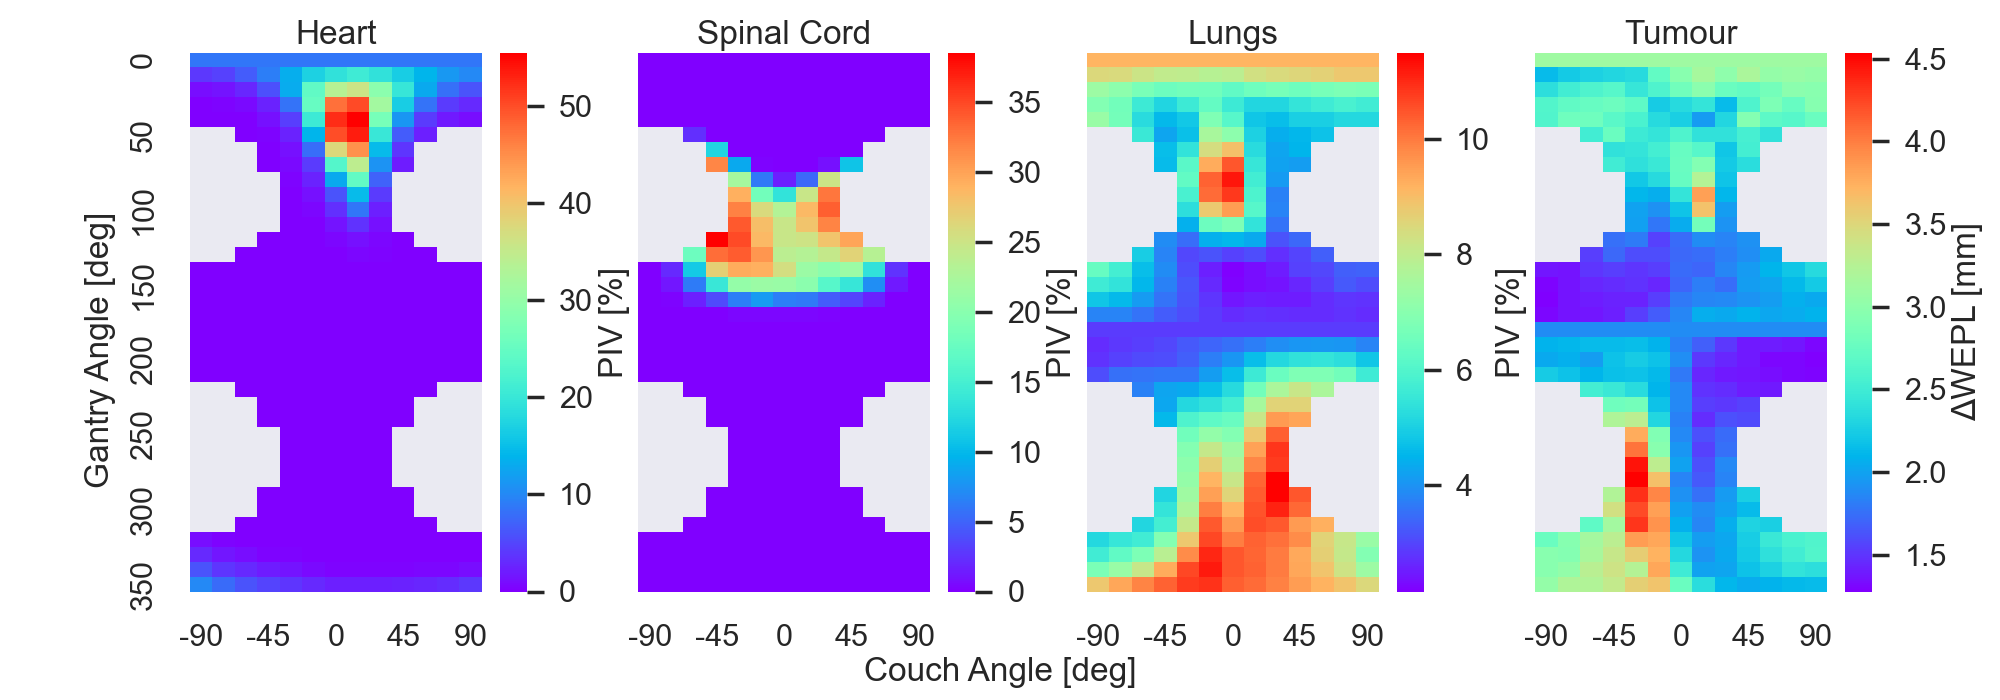 Heart
Spinal Cord
Lungs
Tumour
Gantry Angle [deg]
0
50
100
150
200
250
300
350
-90 -45 0 45 90
50
40
30
20
10
0
PIV [%]
-90 -45 0 45 90
35
30
25
20
15
10
5
0
PIV [%]
-90 -45 0 45 90
10
8
6
4
PIV [%]
-90 -45 0 45 90
4.5
4.0
3.5
3.0
2.5
2.0
1.5
ΔWEPL [mm]
Couch Angle [deg]